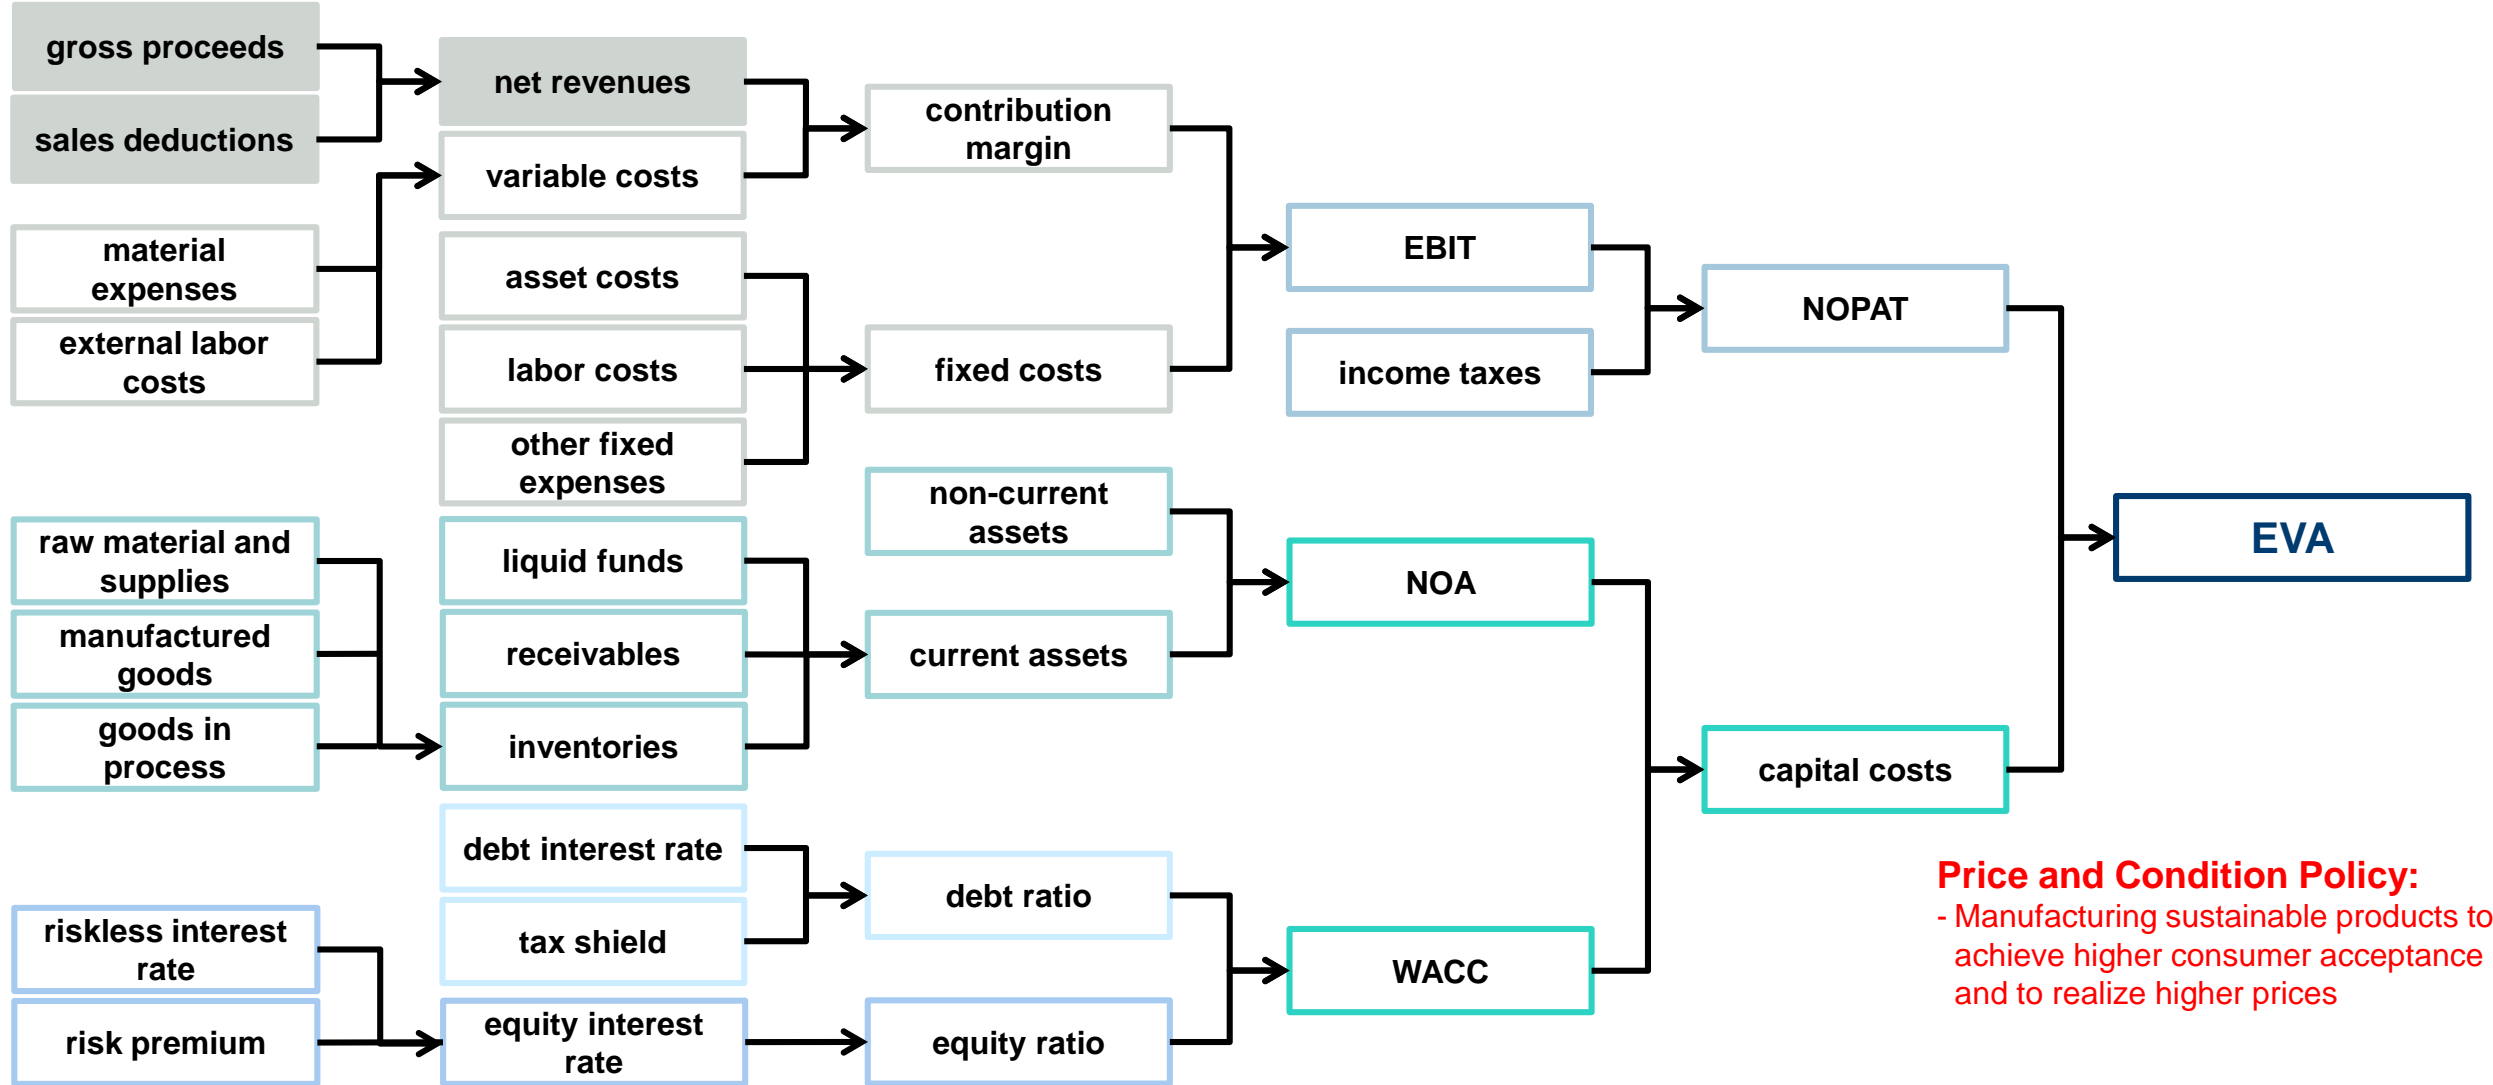 gross proceeds
sales deductions
material
expenses
external labor
costs
raw material and
supplies
manufactured
goods
goods in
process
riskless interest
rate
risk premium
net revenues
variable costs
asset costs
labor costs
other fixed
expenses
liquid funds
receivables
inventories
debt interest rate
tax shield
equity interest
rate
contribution
margin
fixed costs
non-current
assets
current assets
debt ratio
equity ratio
EBIT
income taxes
NOA
WACC
NOPAT
capital costs
EVA
Price and Condition Policy:
- Manufacturing sustainable products to
achieve higher consumer acceptance
and to realize higher prices